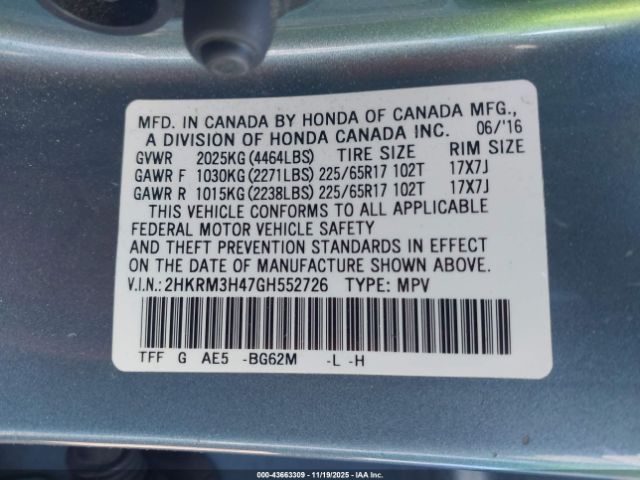 MFD. IN CANADA BY HONDA OF CANADA MFG.,
A DIVISION OF HONDA CANADA INC. 06/'16
GVWR 2025KG(4464LBS) TIRE SIZE RIM SIZE
GAWR F 1030KG(2271LBS) 225/65R17 102T 17X7J
GAWR R 1015KG(2238LBS) 225/65R17 102T 17X7J
THIS VEHICLE CONFORMS TO ALL APPLICABLE
FEDERAL MOTOR VEHICLE SAFETY
AND THEFT PREVENTION STANDARDS IN EFFECT
ON THE DATE OF MANUFACTURE SHOWN ABOVE.
V.I.N.:2HKRM3H47GH552726 TYPE: MPV
TFF G AE5 -BG62M -L -H
© - 43663309 - 11/19/2025 - IAA Holdings, LLC